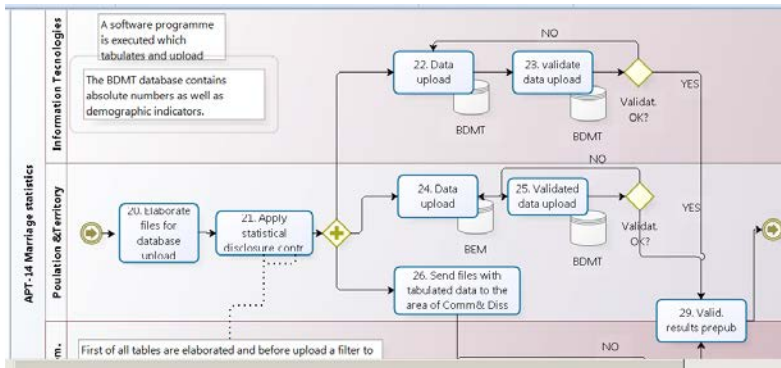 APT-14 Marriage statistics
Information Tecnologies
A software programme
is executed which
tabulates and upload
The BDMT database contains
absolute numbers as well as
demographic indicators.
22. Data
upload
BDMT
23. validate
data upload
BDMT
NO
Validat.
OK?
YES
Poulation &Territory
20. Elaborate
files for
database
upload
21. Apply
statistical
disclosure contr
24. Data
upload
BEM
25. Validated
data upload
BDMT
NO
Validat.
OK?
YES
26. Send files with
tabulated data to the
area of Comm& Diss
29. Valid.
results prepub
m.
First of all tables are elaborated and before upload a filter to
NO
NO